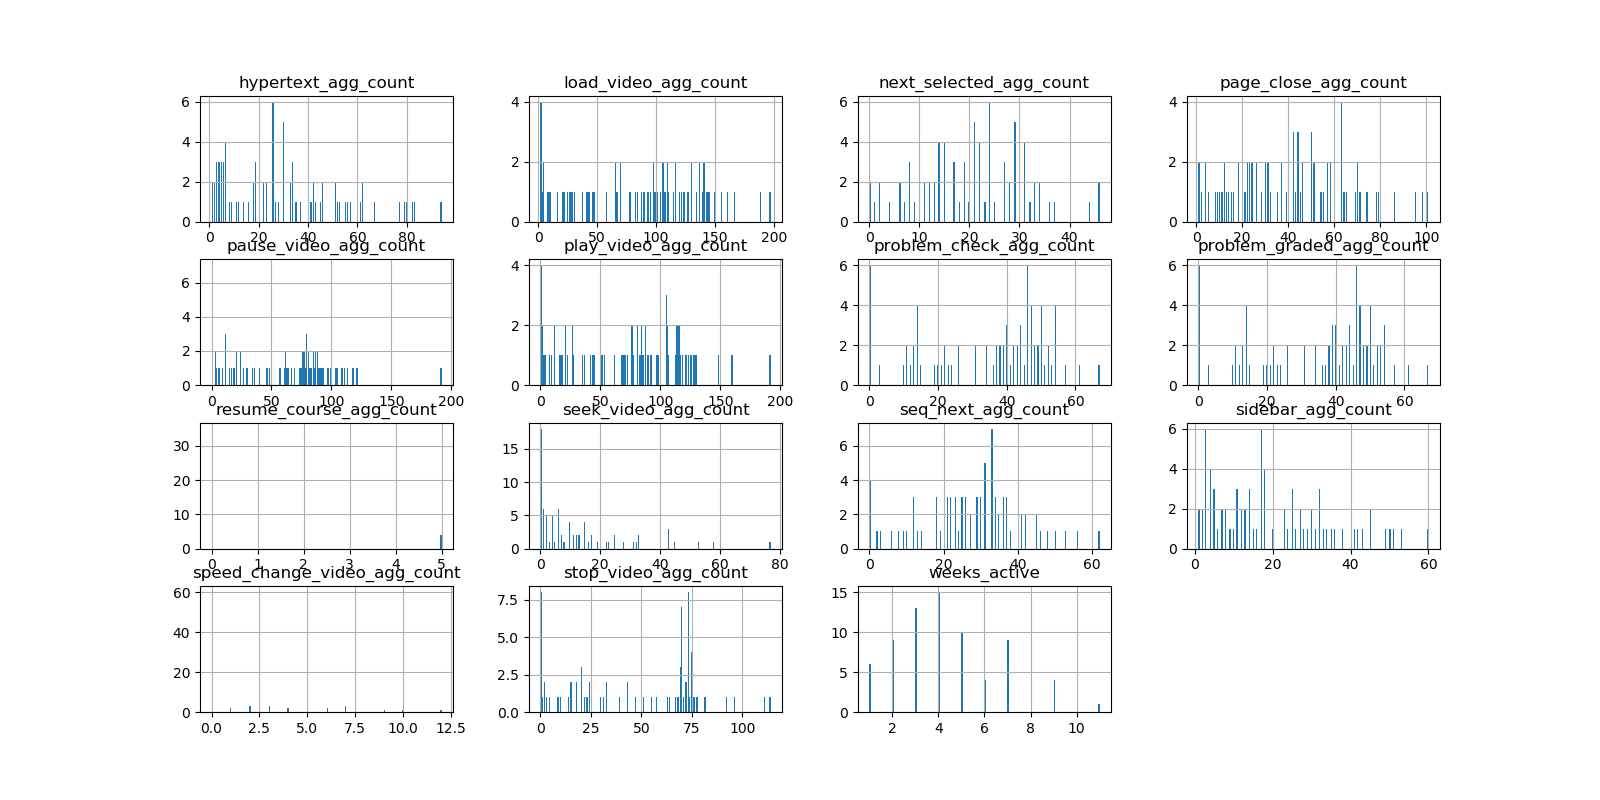 hypertext_agg_count load_video_agg_count next_selected_agg_count page_close_agg_count
6 4 6 4
4 4
2 2 2 2
0 0 0 0
0 20 40 60 80 0 50 100 150 200 0 10 20 30 40 0 20 40 60 80 100
pause_video_agg_count play_video_agg_count problem_check_agg_count problem_graded_agg_count
6 4 6 6
4 2 4 4
2 2 2
0 0 0 0
0 50 100 150 200 0 50 100 150 200 0 20 40 60 0 20 40 60
resume_course_agg_count seek_video_agg_count seq_next_agg_count sidebar_agg_count
30 15 6 6
20 10 4 4
10 5 2 2
0 0 0 0
0 1 2 3 4 5 0 20 40 60 80 0 20 40 60 0 20 40 60
speed_change_video_agg_count stop_video_agg_count weeks_active
60 7.5 15
40 5.0 10
20 2.5 5
0 0.0 0
0.0 2.5 5.0 7.5 10.0 12.5 0 25 50 75 100 2 4 6 8 10